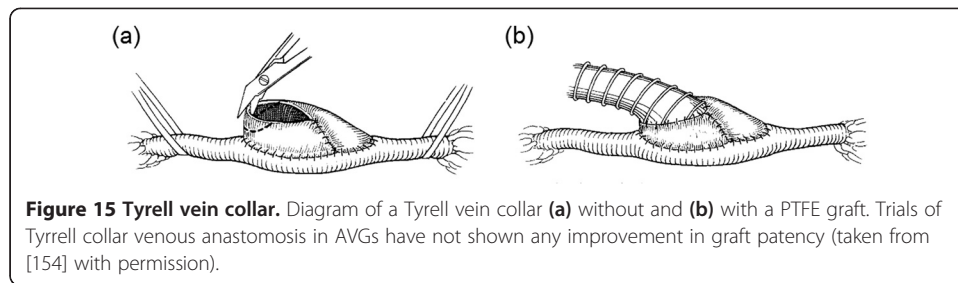 (a)
(b)
Figure 15 Tyrell vein collar. Diagram of a Tyrell vein collar (a) without and (b) with a PTFE graft. Trials of
Tyrrell collar venous anastomosis in AVGs have not shown any improvement in graft patency (taken from
[154] with permission).